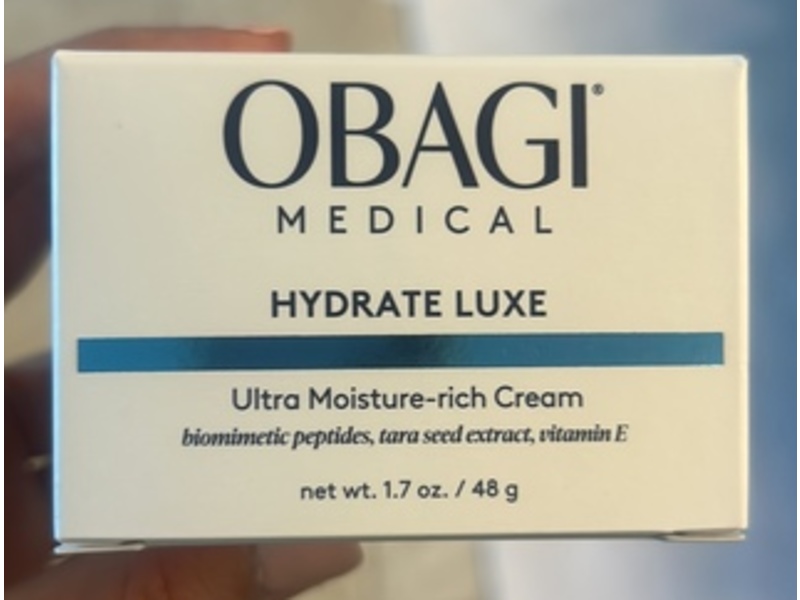 OBAGI®
MEDICAL
HYDRATE LUXE
Ultra Moisture-rich Cream
biomimetic peptides, tara seed extract, vitamin E
net wt. 1.7 oz. / 48 g